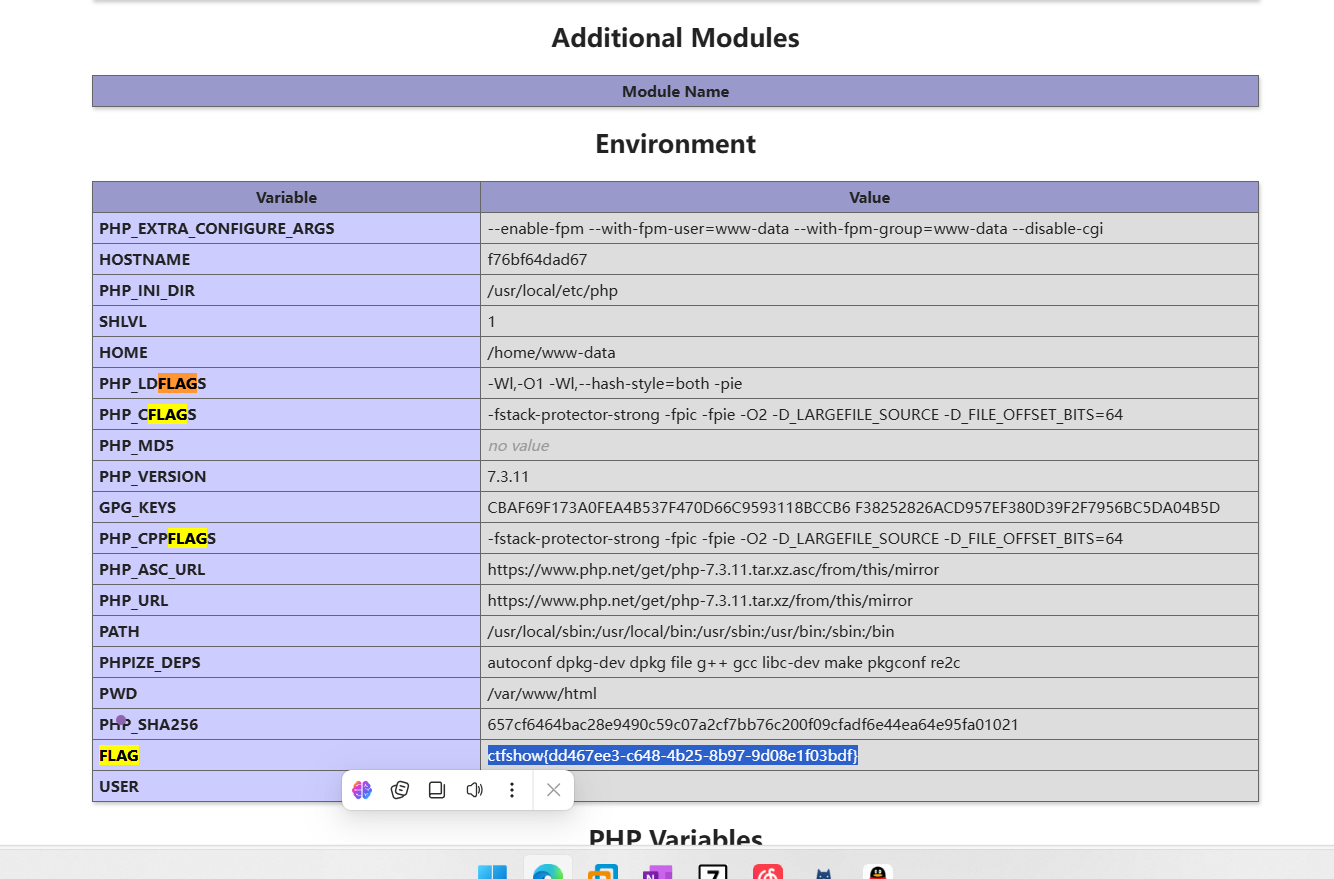 Additional Modules
Module Name
Environment
Variable Value
PHP_EXTRA_CONFIGURE_ARGS --enable-fpm --with-fpm-user=www-data --with-fpm-group=www-data --disable-cgi
HOSTNAME f76bf64dad67
PHP_INI_DIR /usr/local/etc/php
SHLVL 1
HOME /home/www-data
PHP_LDFLAGS -Wl,-O1 -Wl,--hash-style=both -pie
PHP_CFLAGS -fstack-protector-strong -fpic -fpie -O2 -D_LARGEFILE_SOURCE -D_FILE_OFFSET_BITS=64
PHP_MD5 no value
PHP_VERSION 7.3.11
GPG_KEYS CBAF69F173A0FEA4B537F470D66C9593118BCCB6 F38252826ACD957EF380D39F2F7956BC5DA04B5D
PHP_CPPFLAGS -fstack-protector-strong -fpic -fpie -O2 -D_LARGEFILE_SOURCE -D_FILE_OFFSET_BITS=64
PHP_ASC_URL https://www.php.net/get/php-7.3.11.tar.xz.asc/from/this/mirror
PHP_URL https://www.php.net/get/php-7.3.11.tar.xz/from/this/mirror
PATH /usr/local/sbin:/usr/local/bin:/usr/sbin:/usr/bin:/sbin:/bin
PHPIZE_DEPS autoconf dpkg-dev dpkg file g++ gcc libc-dev make pkgconf re2c
PWD /var/www/html
PHP_SHA256 657cf6464bac28e9490c59c07a2cf7bb76c200f09cfadf6e44ea64e95fa01021
FLAG ctfshow{dd467ee3-c648-4b25-8b97-9d08e1f03bdf}
USER
PHP Variables